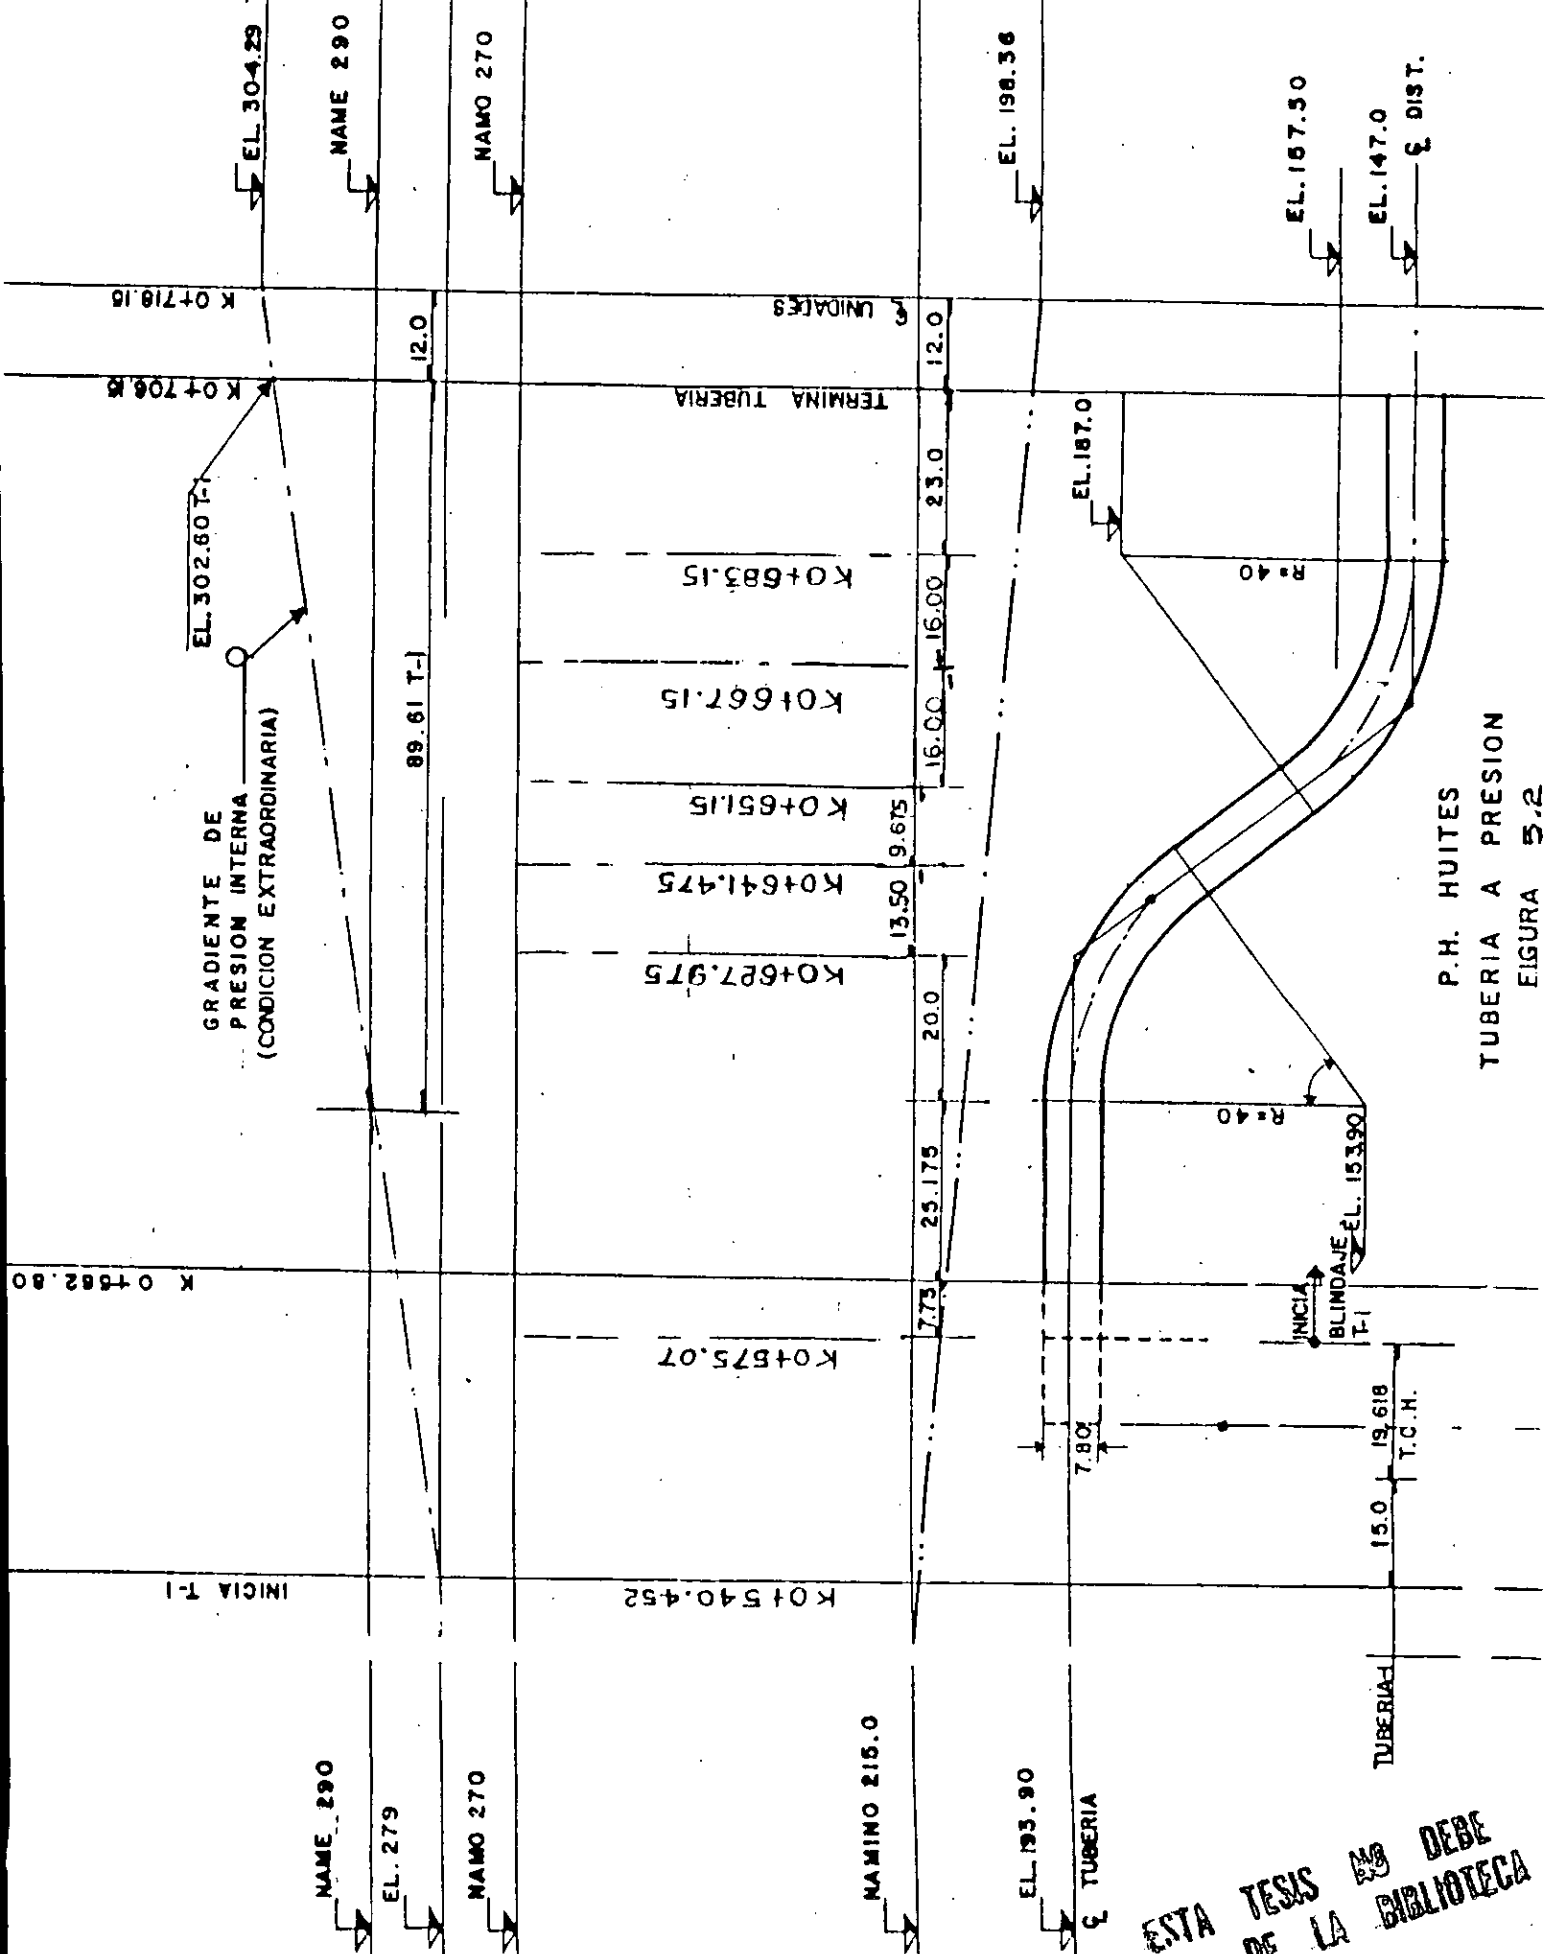 EL. 304.29
NAME 290
NAMO 270
EL. 198.36
EL. 157.50
EL. 147.0
℄ DIST.
K 0+718.15
K 0+706.15
12.0
℄ UNIDADES
12.0
TERMINA TUBERIA
EL. 302.60 T-1
GRADIENTE DE
PRESION INTERNA
(CONDICION EXTRAORDINARIA)
89.61 T-1
23.0
K0+683.15
16.00
K0+667.15
16.00
K0+651.15
9.675
K0+641.475
13.50
K0+627.975
20.0
25.175
7.73
EL. 187.0
R=40
R=40
EL. 153.90
K 0+582.80
K0+575.07
INICIA
BLINDAJE
T-1
7.80
19.618
T.C.H.
15.0
INICIA T-1
K0+540.452
TUBERIA-1
NAME 290
EL. 279
NAMO 270
NAMINO 215.0
EL. 193.90
℄ TUBERIA
P.H. HUITES
TUBERIA A PRESION
FIGURA 5.2
ESTA TESIS NO DEBE
DE LA BIBLIOTECA